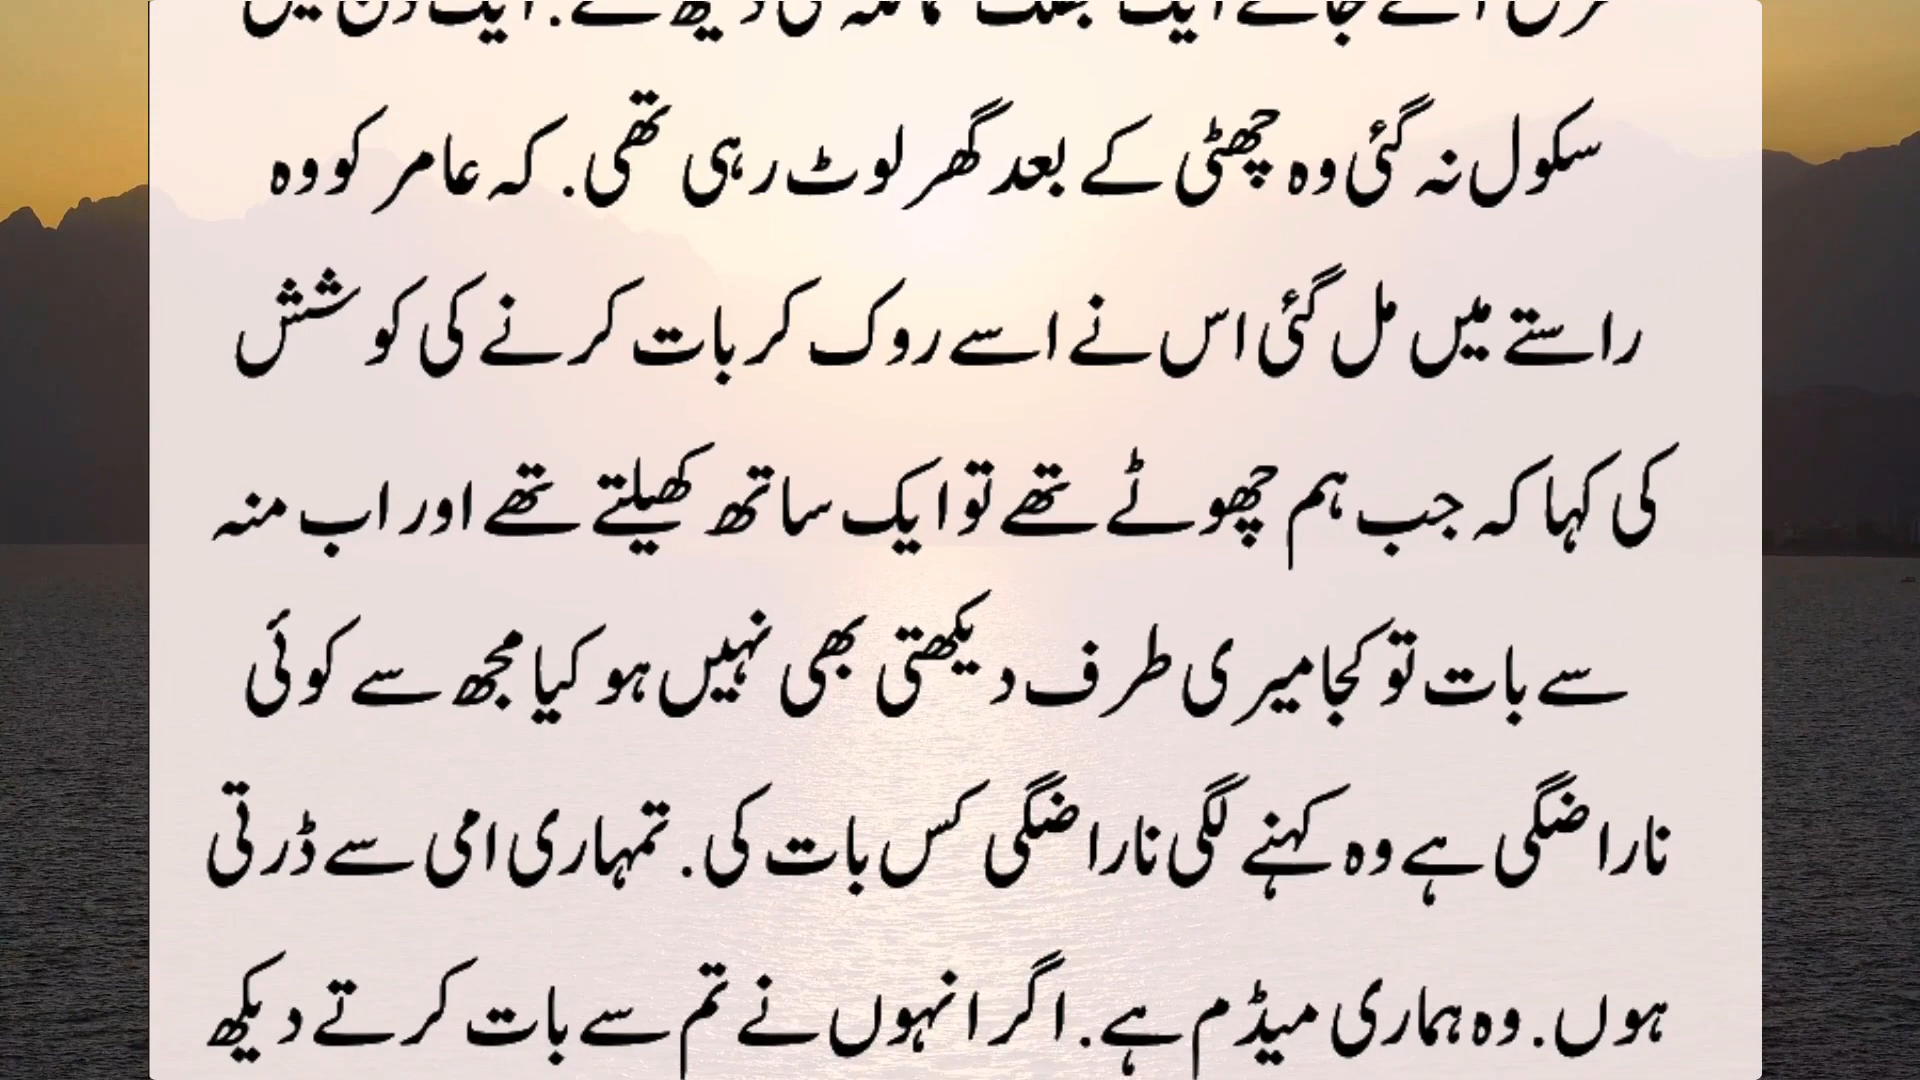 ایک دن میں
سکول نہ گئی وہ چھٹی کے بعد گھر لوٹ رہی تھی. کہ عامر کو وہ
راستے میں مل گئی اس نے اسے روک کر بات کرنے کی کوشش
کی کہا کہ جب ہم چھوٹے تھے تو ایک ساتھ کھیلتے تھے اور اب منہ
سے بات تو کجا میری طرف دیکھتی بھی نہیں ہو کیا مجھ سے کوئی
ناراضگی ہے وہ کہنے لگی ناراضگی کس بات کی. تمہاری امی سے ڈرتی
ہوں. وہ ہماری میڈم ہے. اگر انہوں نے تم سے بات کرتے دیکھ